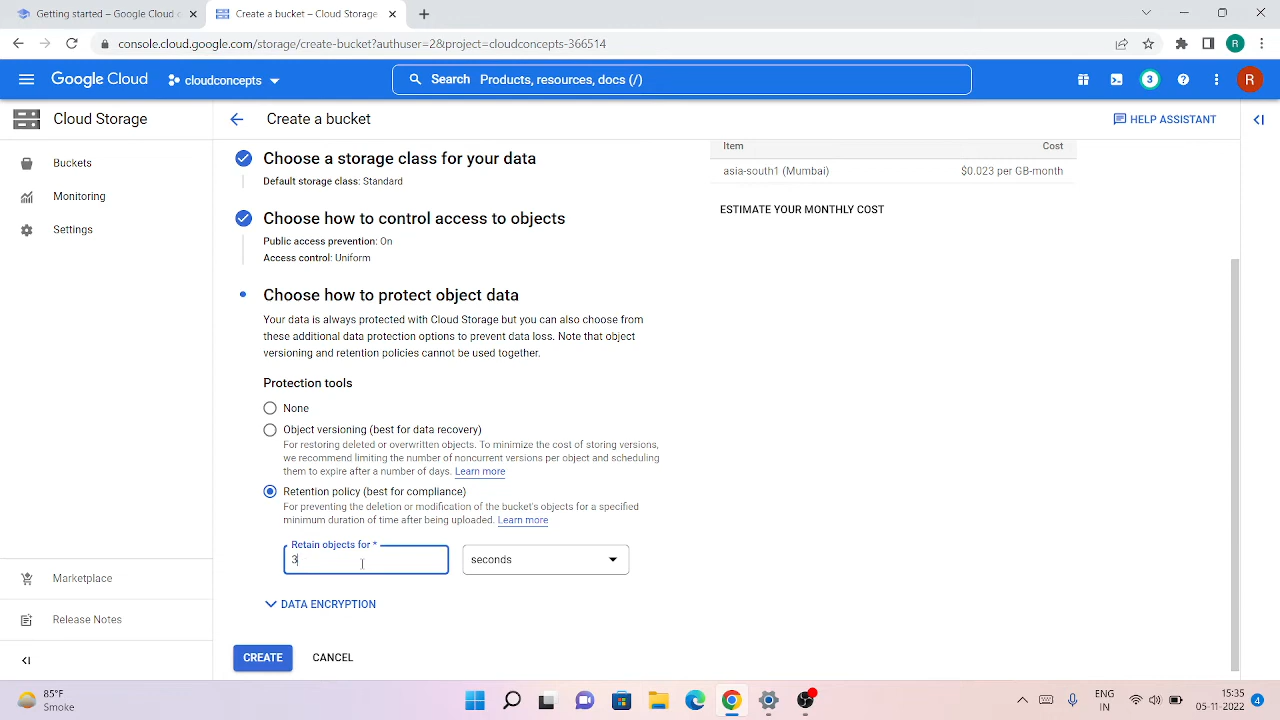 Getting started – Google Cloud c
Create a bucket – Cloud Storage
console.cloud.google.com/storage/create-bucket?authuser=2&project=cloudconcepts-366514
R
Google Cloud
cloudconcepts
Search Products, resources, docs (/)
3
R
Cloud Storage
Create a bucket
HELP ASSISTANT
Buckets
Monitoring
Settings
Marketplace
Release Notes
Choose a storage class for your data
Default storage class: Standard
Choose how to control access to objects
Public access prevention: On
Access control: Uniform
Choose how to protect object data
Your data is always protected with Cloud Storage but you can also choose from
these additional data protection options to prevent data loss. Note that object
versioning and retention policies cannot be used together.
Protection tools
None
Object versioning (best for data recovery)
For restoring deleted or overwritten objects. To minimize the cost of storing versions,
we recommend limiting the number of noncurrent versions per object and scheduling
them to expire after a number of days. Learn more
Retention policy (best for compliance)
For preventing the deletion or modification of the bucket's objects for a specified
minimum duration of time after being uploaded. Learn more
Retain objects for *
3
seconds
DATA ENCRYPTION
CREATE
CANCEL
Item Cost
asia-south1 (Mumbai) $0.023 per GB-month
ESTIMATE YOUR MONTHLY COST
85°F
Smoke
ENG
IN
15:35
05-11-2022
4